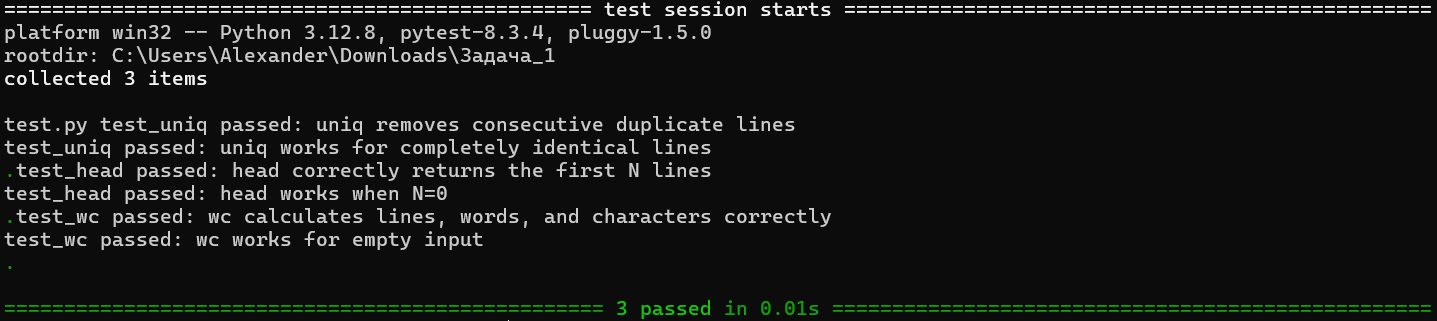 ================================================= test session starts =================================================
platform win32 -- Python 3.12.8, pytest-8.3.4, pluggy-1.5.0
rootdir: C:\Users\Alexander\Downloads\Задача_1
collected 3 items
test.py test_uniq passed: uniq removes consecutive duplicate lines
test_uniq passed: uniq works for completely identical lines
.test_head passed: head correctly returns the first N lines
test_head passed: head works when N=0
.test_wc passed: wc calculates lines, words, and characters correctly
test_wc passed: wc works for empty input
.
================================================== 3 passed in 0.01s ==================================================